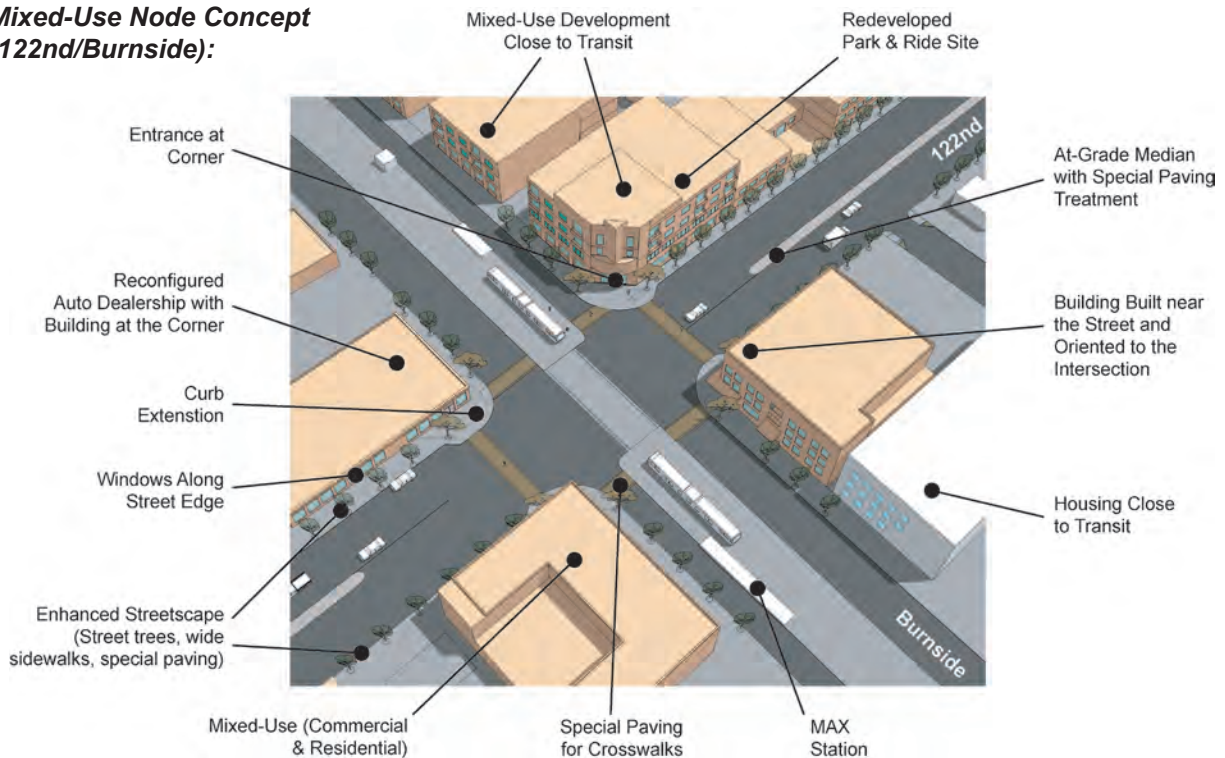 Mixed-Use Node Concept
122nd/Burnside):
Mixed-Use Development
Close to Transit
Redeveloped
Park & Ride Site
Entrance at
Corner
122nd
At-Grade Median
with Special Paving
Treatment
Reconfigured
Auto Dealership with
Building at the Corner
Building Built near
the Street and
Oriented to the
Intersection
Curb
Extenstion
Windows Along
Street Edge
Housing Close
to Transit
Enhanced Streetscape
(Street trees, wide
sidewalks, special paving)
Burnside
Mixed-Use (Commercial
& Residential)
Special Paving
for Crosswalks
MAX
Station